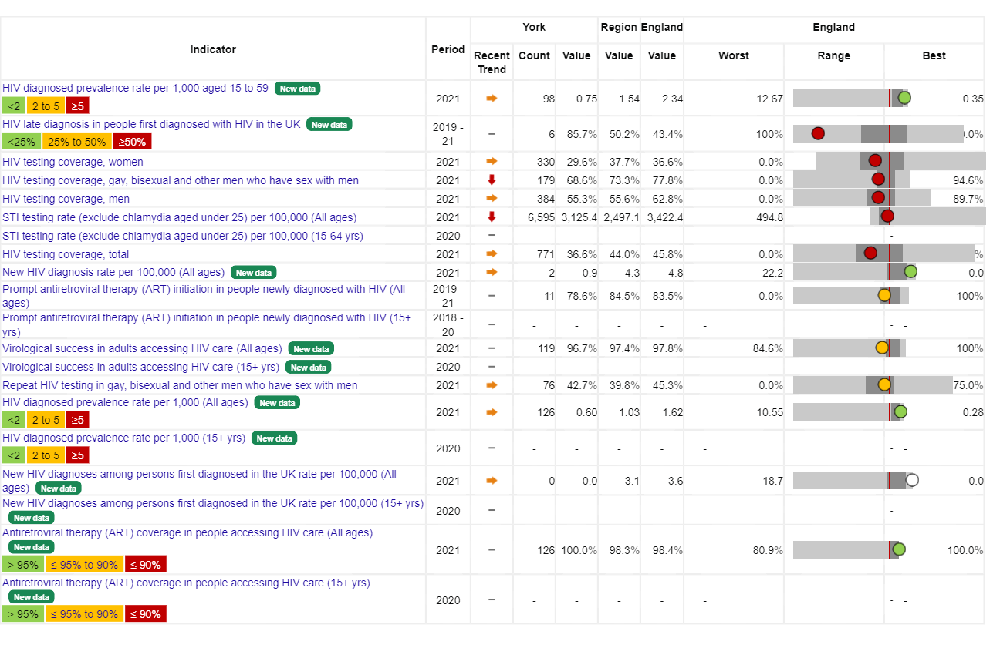 York Region England England
Indicator Period Recent Trend Count Value Value Value Worst Range Best
HIV diagnosed prevalence rate per 1,000 aged 15 to 59 New data
<2 2 to 5 ≥5
2021 98 0.75 1.54 2.34 12.67 0.35
HIV late diagnosis in people first diagnosed with HIV in the UK New data
<25% 25% to 50% ≥50%
2019 - 21 – 6 85.7% 50.2% 43.4% 100% .0%
HIV testing coverage, women 2021 330 29.6% 37.7% 36.6% 0.0%
HIV testing coverage, gay, bisexual and other men who have sex with men 2021 179 68.6% 73.3% 77.8% 0.0% 94.6%
HIV testing coverage, men 2021 384 55.3% 55.6% 62.8% 0.0% 89.7%
STI testing rate (exclude chlamydia aged under 25) per 100,000 (All ages) 2021 6,595 3,125.4 2,497.1 3,422.4 494.8
STI testing rate (exclude chlamydia aged under 25) per 100,000 (15-64 yrs) 2020 – - - - - - - -
HIV testing coverage, total 2021 771 36.6% 44.0% 45.8% 0.0% %
New HIV diagnosis rate per 100,000 (All ages) New data 2021 2 0.9 4.3 4.8 22.2 0.0
Prompt antiretroviral therapy (ART) initiation in people newly diagnosed with HIV (All
ages)
2019 - 21 – 11 78.6% 84.5% 83.5% 0.0% 100%
Prompt antiretroviral therapy (ART) initiation in people newly diagnosed with HIV (15+
yrs)
2018 - 20 – - - - - - - -
Virological success in adults accessing HIV care (All ages) New data 2021 – 119 96.7% 97.4% 97.8% 84.6% 100%
Virological success in adults accessing HIV care (15+ yrs) New data 2020 – - - - - - - -
Repeat HIV testing in gay, bisexual and other men who have sex with men 2021 76 42.7% 39.8% 45.3% 0.0% 75.0%
HIV diagnosed prevalence rate per 1,000 (All ages) New data
<2 2 to 5 ≥5
2021 126 0.60 1.03 1.62 10.55 0.28
HIV diagnosed prevalence rate per 1,000 (15+ yrs) New data
<2 2 to 5 ≥5
2020 – - - - - - - -
New HIV diagnoses among persons first diagnosed in the UK rate per 100,000 (All
ages) New data
2021 0 0.0 3.1 3.6 18.7 0.0
New HIV diagnoses among persons first diagnosed in the UK rate per 100,000 (15+ yrs)
New data
2020 – - - - - - - -
Antiretroviral therapy (ART) coverage in people accessing HIV care (All ages)
New data
> 95% ≤ 95% to 90% ≤ 90%
2021 – 126 100.0% 98.3% 98.4% 80.9% 100.0%
Antiretroviral therapy (ART) coverage in people accessing HIV care (15+ yrs)
New data
> 95% ≤ 95% to 90% ≤ 90%
2020 – - - - - - - -